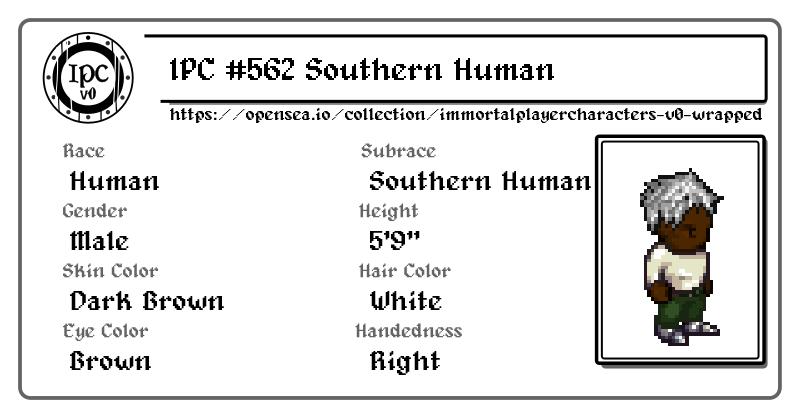 IPC v0
IPC #562 Southern Human
https://opensea.io/collection/immortalplayercharacters-v0-wrapped
Race
Subrace
Human
Southern Human
Gender
Height
Male
5'9"
Skin Color
Hair Color
Dark Brown
White
Eye Color
Handedness
Brown
Right